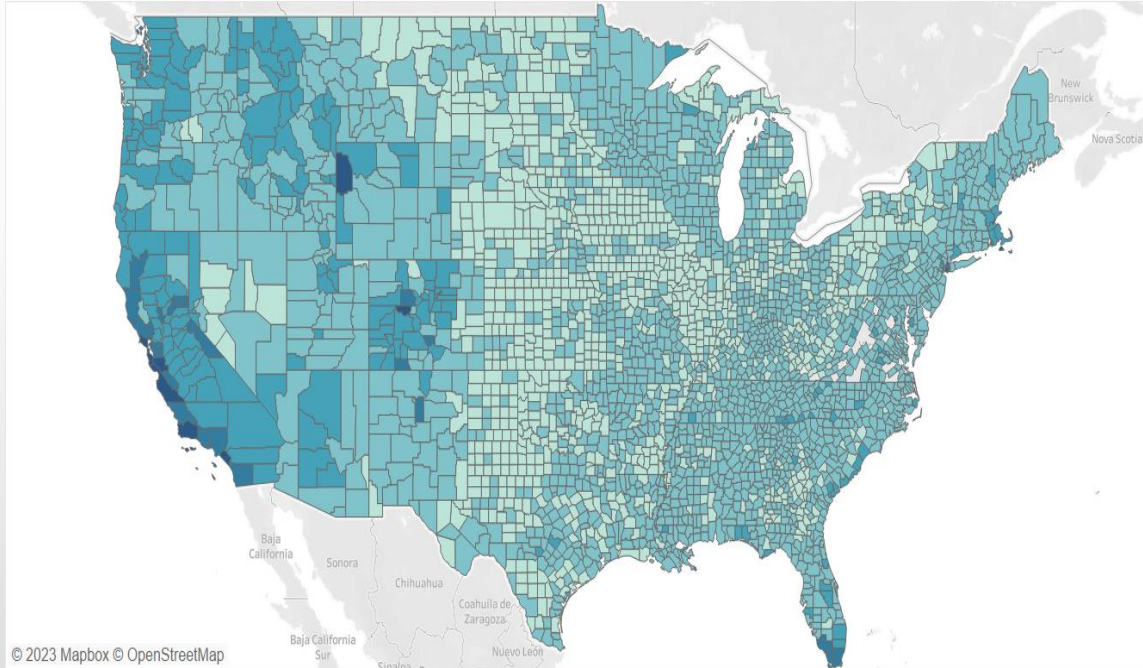 New
Brunswick
Nova Scotia
Baja
California
Sonora
Chihuahua
Coahuila de
Zaragoza
Baja California
Sur
Nuevo León
Sinaloa
© 2023 Mapbox © OpenStreetMap